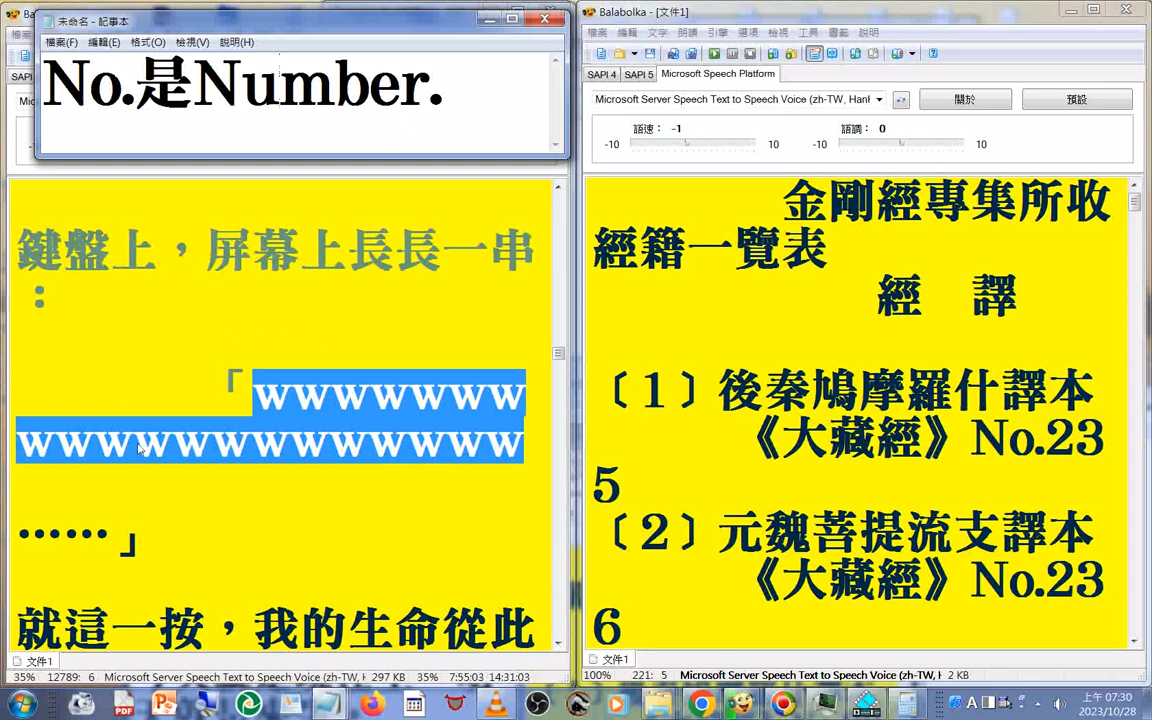 Ba
未命名 - 記事本
檔案(F) 編輯(E) 格式(O) 檢視(V) 說明(H)
No.是Number.
檔案
SAPI
Mic
鍵盤上，屏幕上長長一串
：
「wwwwwww
wwwwwwwwwwwww
……」
就這一按，我的生命從此
文件1
35% 12789: 6 Microsoft Server Speech Text to Speech Voice (zh-TW, H 297 KB 35% 7:55:03 14:31:03
Balabolka - [文件1]
檔案 編輯 文字 朗讀 引擎 選項 檢視 工具 書籤 說明
SAPI 4 SAPI 5 Microsoft Speech Platform
Microsoft Server Speech Text to Speech Voice (zh-TW, HanH 關於 預設
語速： -1 語調： 0
-10 10 -10 10
金剛經專集所收
經籍一覽表
經 譯
〔1〕後秦鳩摩羅什譯本
《大藏經》No.23
5
〔2〕元魏菩提流支譯本
《大藏經》No.23
6
文件1
100% 221: 5 Microsoft Server Speech Text to Speech Voice (zh-TW, H 2 KB
PDF
A
上午 07:30
2023/10/28